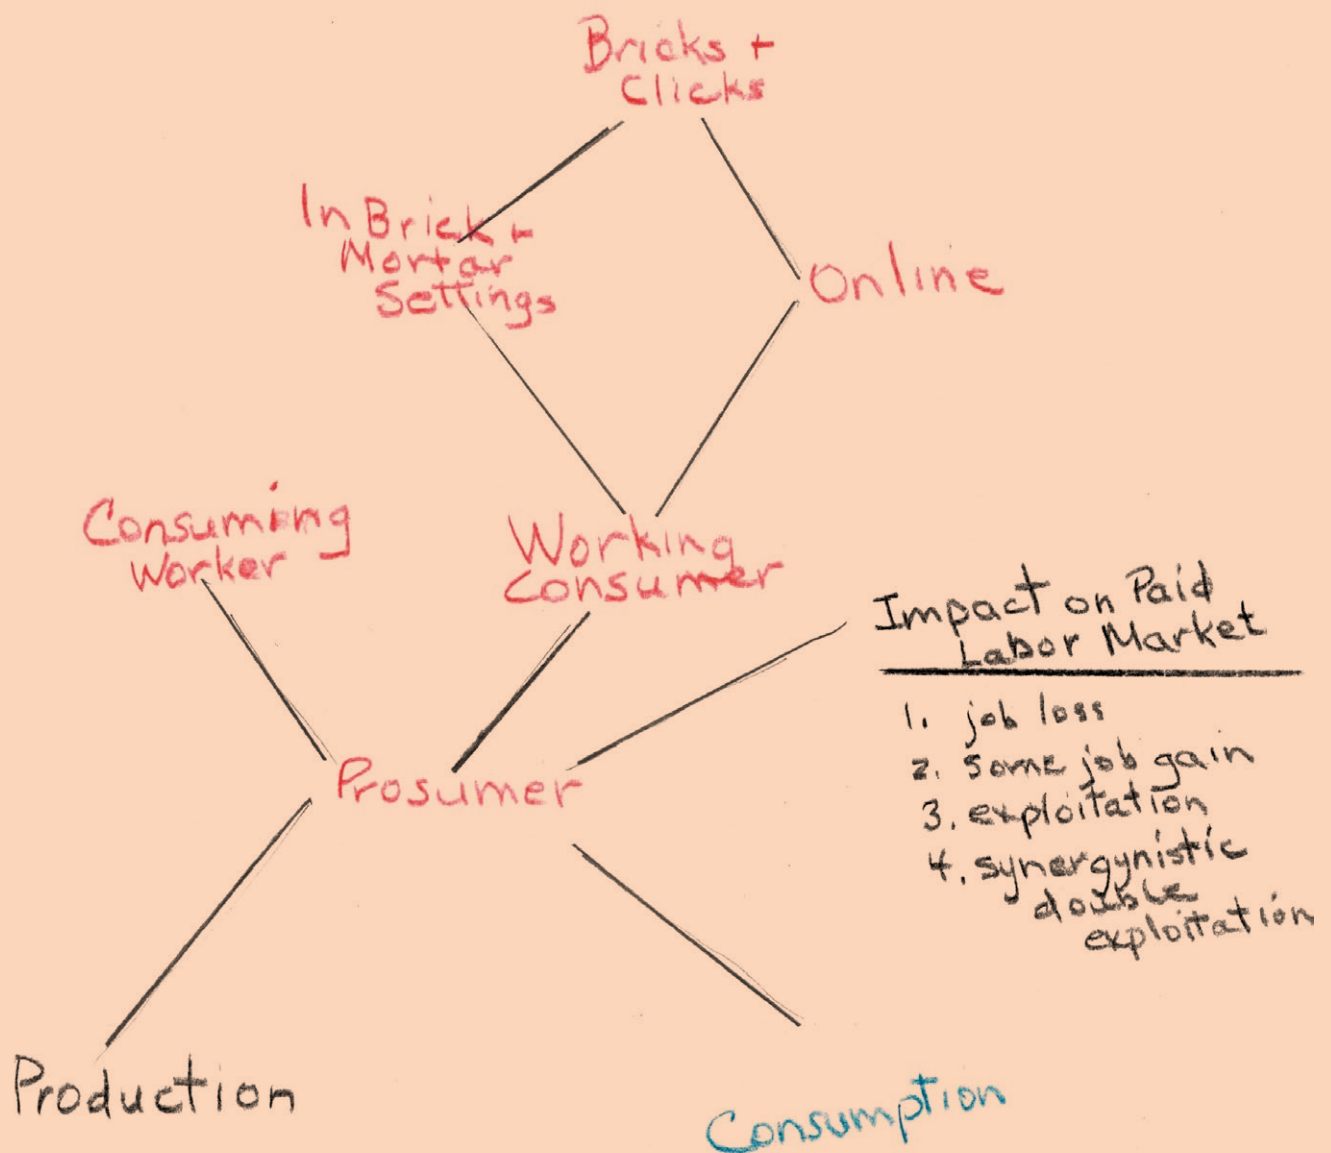 Bricks +
Clicks
In Brick +
Mortar
Settings
Online
Consuming
Worker
Working
Consumer
Impact on Paid
Labor Market
1. job loss
2. some job gain
3. exploitation
4. synergynistic
double
exploitation
Prosumer
Production
Consumption